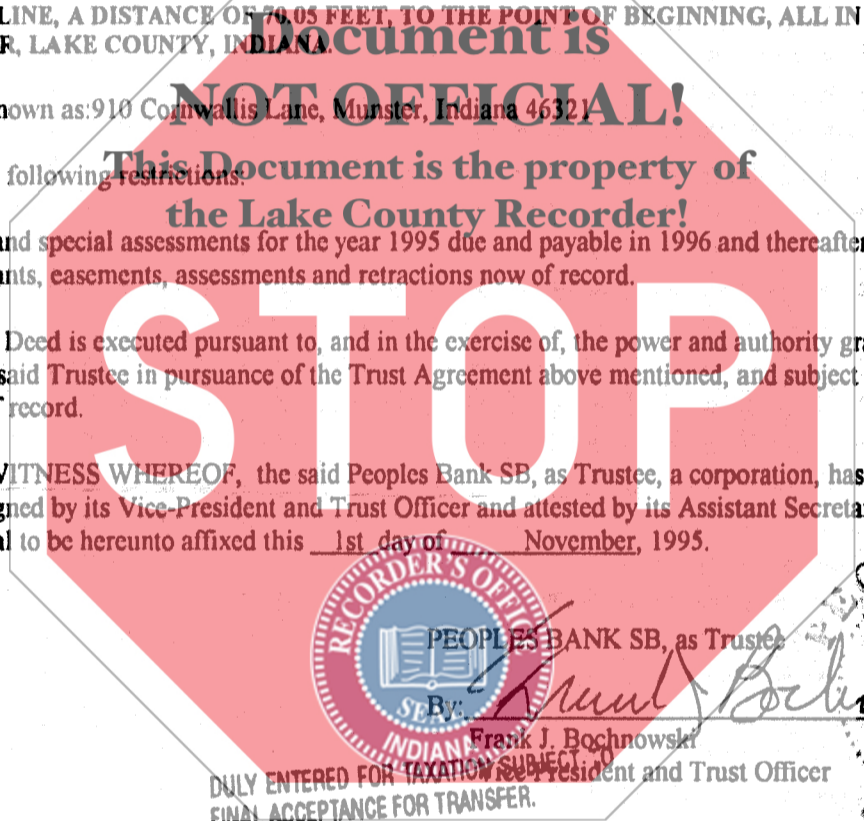 LINE, A DISTANCE OF 70.05 FEET, TO THE POINT OF BEGINNING, ALL IN
R, LAKE COUNTY, INDIANA.
Document is
nown as:910 Cornwallis Lane, Munster, Indiana 46321
NOT OFFICIAL!
following restrictions:
This Document is the property of
the Lake County Recorder!
nd special assessments for the year 1995 due and payable in 1996 and thereafter
nts, easements, assessments and retractions now of record.
STOP
Deed is executed pursuant to, and in the exercise of, the power and authority gr
said Trustee in pursuance of the Trust Agreement above mentioned, and subject
record.
VITNESS WHEREOF, the said Peoples Bank SB, as Trustee, a corporation, has
gned by its Vice-President and Trust Officer and attested by its Assistant Secreta
l to be hereunto affixed this 1st day of November, 1995.
RECORDER'S OFFICE
SEAL
INDIANA
PEOPLES BANK SB, as Trustee
By:
Frank J. Bochnowski
Vice-President and Trust Officer
DULY ENTERED FOR TAXATION SUBJECT TO
FINAL ACCEPTANCE FOR TRANSFER.